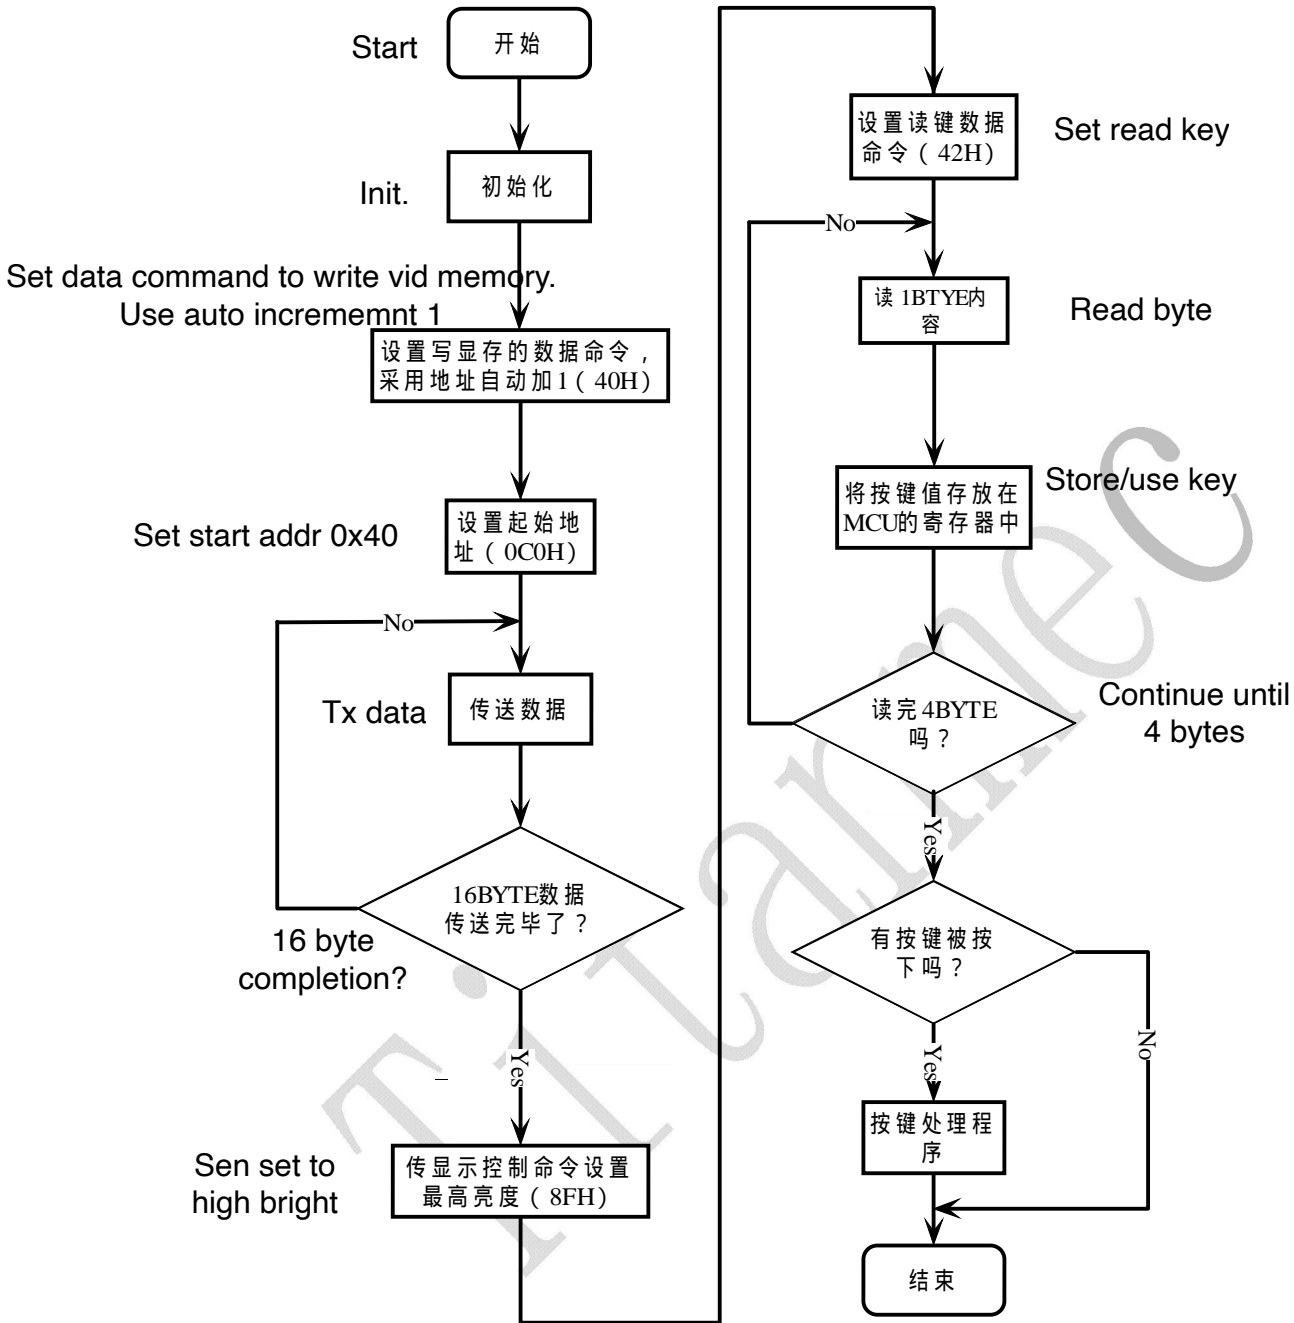 Start
开始
Init.
初始化
Set data command to write vid memory.
Use auto incrememnt 1
设置写显存的数据命令，
采用地址自动加1（40H）
Set start addr 0x40
设置起始地
址（0C0H）
No
Tx data
传送数据
16BYTE数据
传送完毕了？
16 byte
completion?
Yes
Sen set to
high bright
传显示控制命令设置
最高亮度（8FH）
设置读键数据
命令（42H）
Set read key
No
读 1BTYE内
容
Read byte
将按键值存放在
MCU的寄存器中
Store/use key
读完4BYTE
吗？
Continue until
4 bytes
Yes
有按键被按
下吗？
No
Yes
按键处理程
序
结束
Titanmec